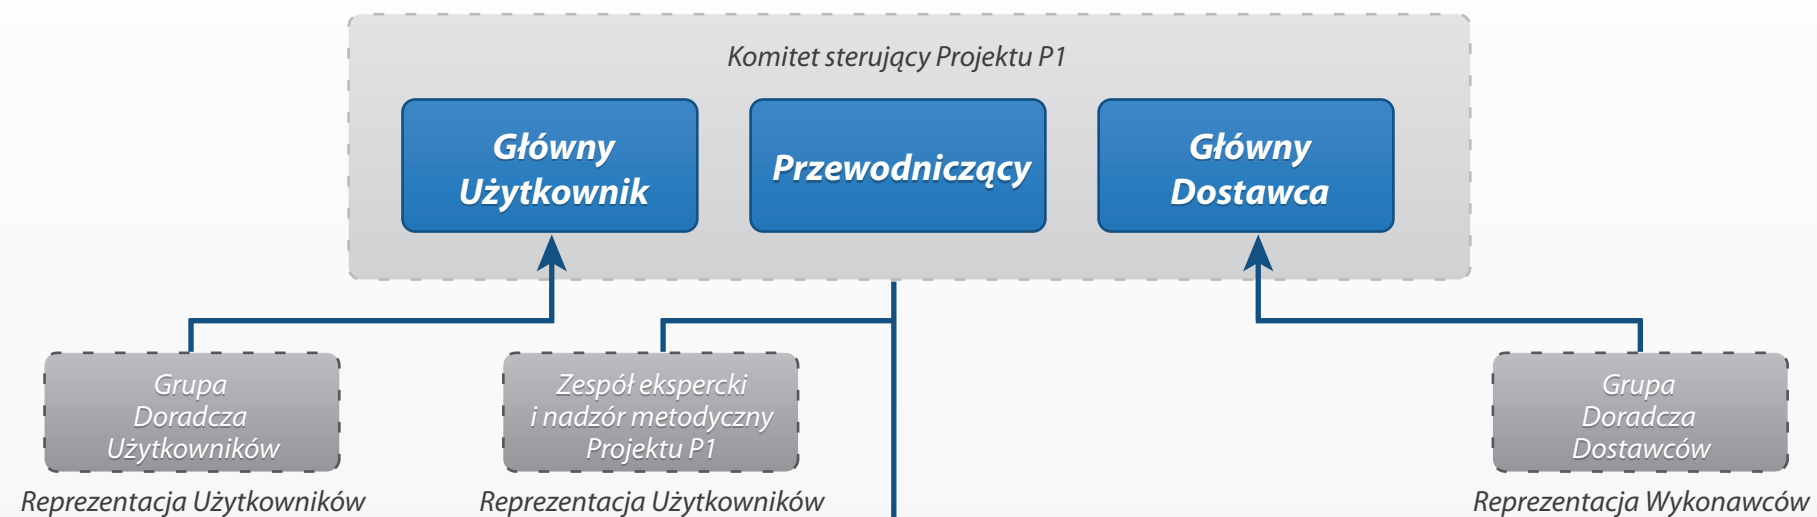 Komitet sterujący Projektu P1
Główny
Użytkownik
Przewodniczący
Główny
Dostawca
Grupa
Doradcza
Użytkowników
Reprezentacja Użytkowników
Zespół ekspercki
i nadzór metodyczny
Projektu P1
Reprezentacja Użytkowników
Grupa
Doradcza
Dostawców
Reprezentacja Wykonawców